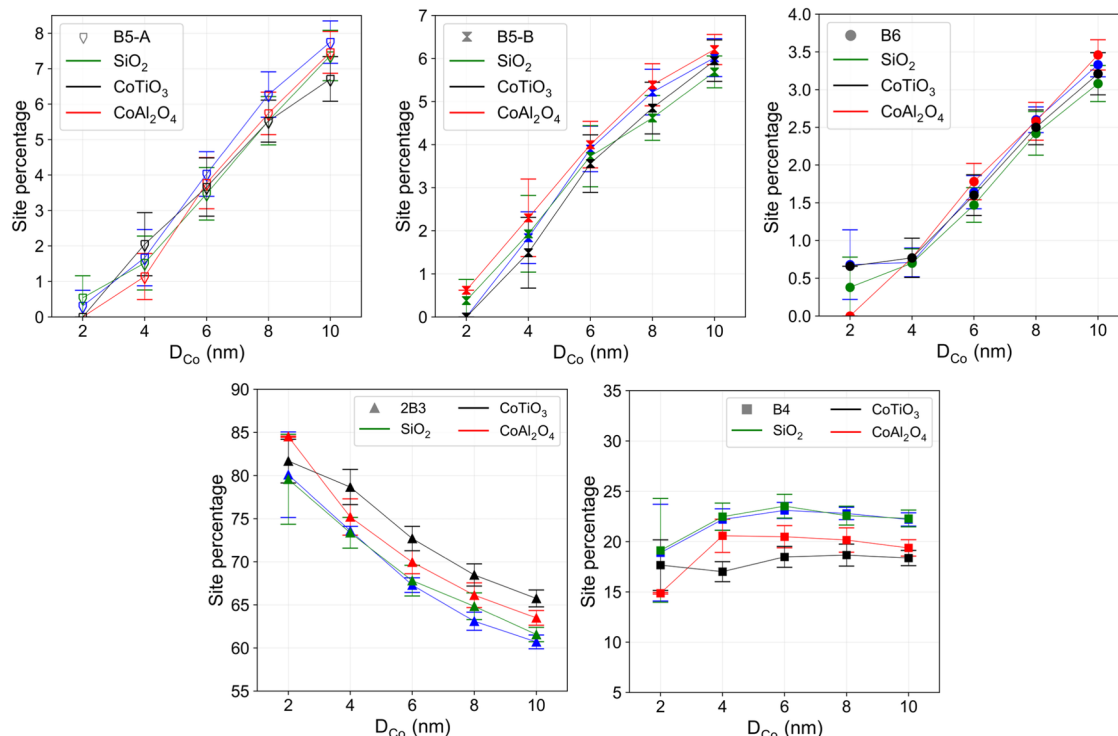 B5-A
SiO₂
CoTiO₃
CoAl₂O₄
Site percentage
8
7
6
5
4
3
2
1
0
2 4 6 8 10
D_Co (nm)
B5-B
SiO₂
CoTiO₃
CoAl₂O₄
Site percentage
7
6
5
4
3
2
1
0
2 4 6 8 10
D_Co (nm)
B6
SiO₂
CoTiO₃
CoAl₂O₄
Site percentage
4.0
3.5
3.0
2.5
2.0
1.5
1.0
0.5
0.0
2 4 6 8 10
D_Co (nm)
2B3 CoTiO₃
SiO₂ CoAl₂O₄
Site percentage
90
85
80
75
70
65
60
55
2 4 6 8 10
D_Co (nm)
B4 CoTiO₃
SiO₂ CoAl₂O₄
Site percentage
35
30
25
20
15
10
5
2 4 6 8 10
D_Co (nm)